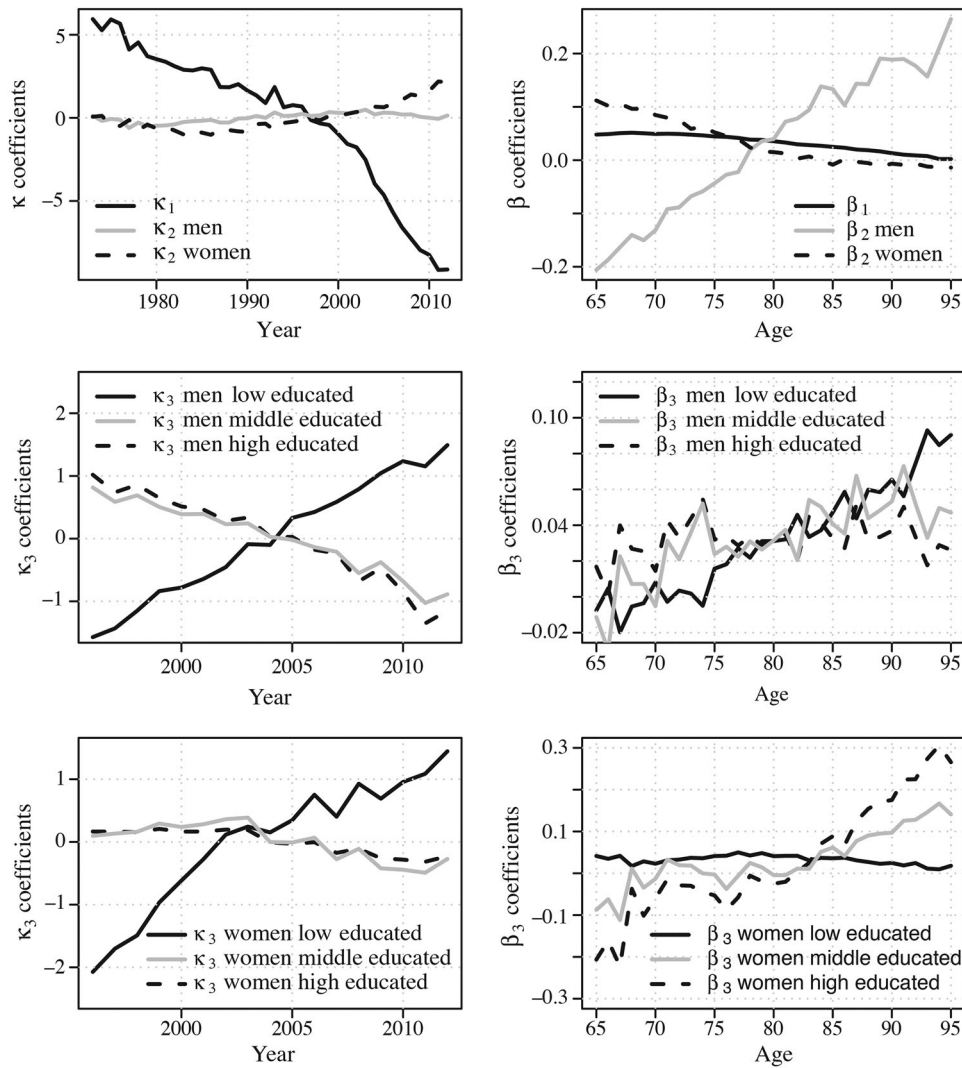 κ coefficients
5
0
−5
κ1
κ2 men
κ2 women
1980 1990 2000 2010
Year
β coefficients
0.2
0.0
−0.2
β1
β2 men
β2 women
65 70 75 80 85 90 95
Age
κ3 coefficients
2
1
0
−1
κ3 men low educated
κ3 men middle educated
κ3 men high educated
2000 2005 2010
Year
β3 coefficients
0.10
0.04
−0.02
β3 men low educated
β3 men middle educated
β3 men high educated
65 70 75 80 85 90 95
Age
κ3 coefficients
1
0
−1
−2
κ3 women low educated
κ3 women middle educated
κ3 women high educated
2000 2005 2010
Year
β3 coefficients
0.3
0.1
−0.1
−0.3
β3 women low educated
β3 women middle educated
β3 women high educated
65 70 75 80 85 90 95
Age